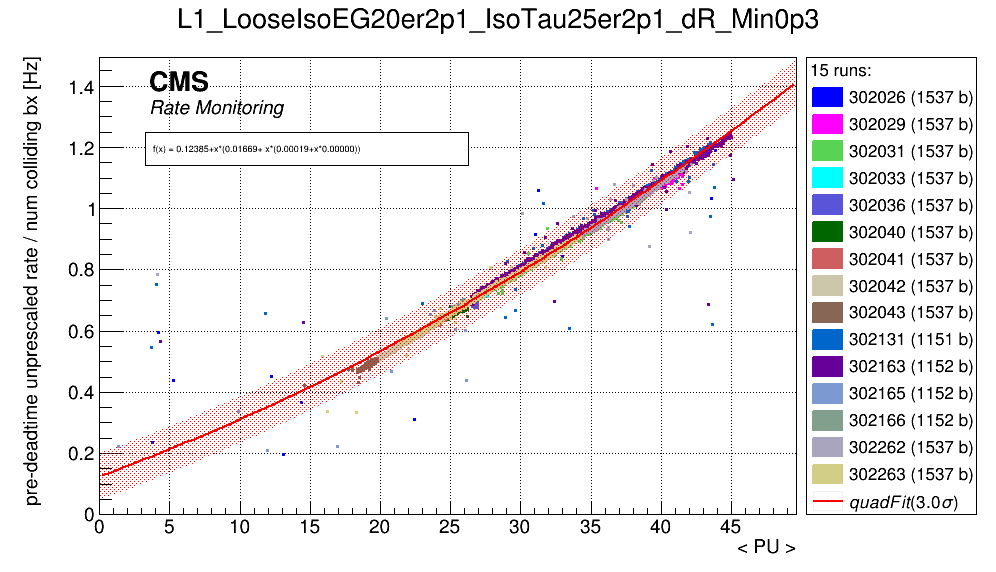 L1_LooseIsoEG20er2p1_IsoTau25er2p1_dR_Min0p3
pre-deadtime unprescaled rate / num colliding bx [Hz]
CMS
Rate Monitoring
f(x) = 0.12385+x*(0.01669+ x*(0.00019+x*0.00000))
1.4
1.2
1
0.8
0.6
0.4
0.2
0
0 5 10 15 20 25 30 35 40 45
< PU >
15 runs:
302026 (1537 b)
302029 (1537 b)
302031 (1537 b)
302033 (1537 b)
302036 (1537 b)
302040 (1537 b)
302041 (1537 b)
302042 (1537 b)
302043 (1537 b)
302131 (1151 b)
302163 (1152 b)
302165 (1152 b)
302166 (1152 b)
302262 (1537 b)
302263 (1537 b)
quadFit(3.0σ)